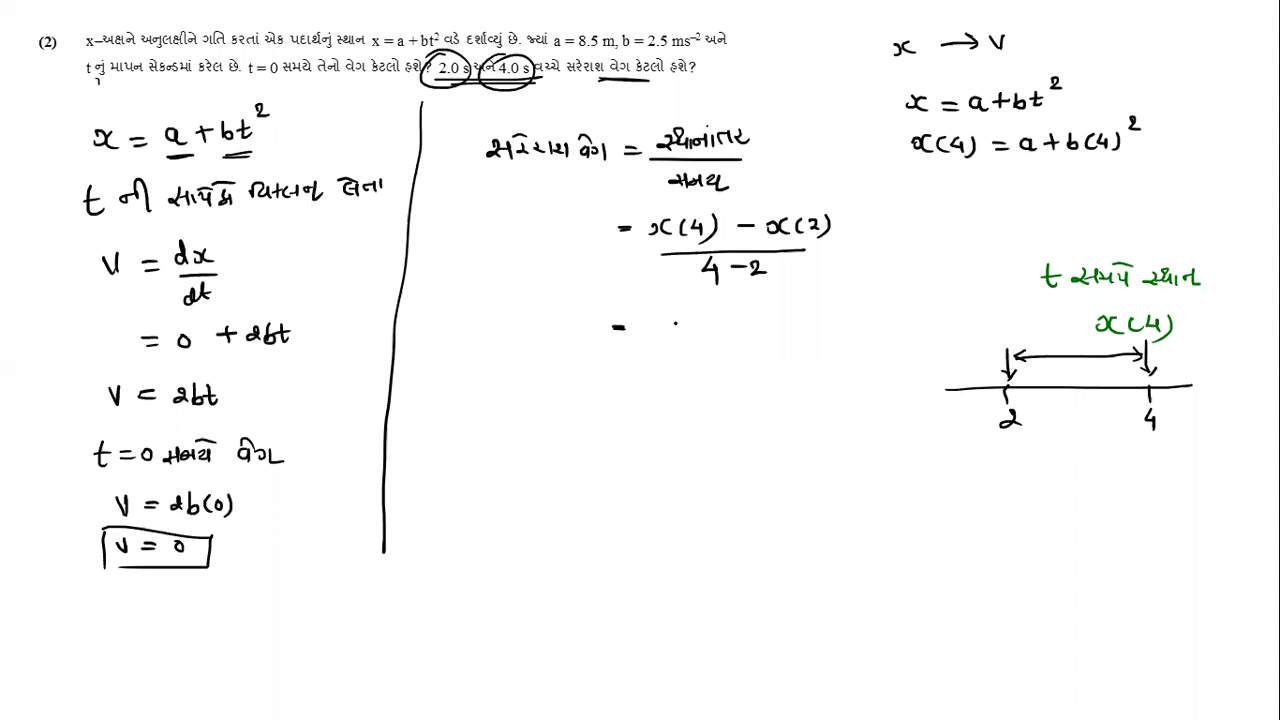 (2) x–અક્ષને અનુલક્ષીને ગતિ કરતાં એક પદાર્થનું સ્થાન x = a + bt² વડે દર્શાવ્યું છે. જ્યાં a = 8.5 m, b = 2.5 ms⁻² અને
t નું માપન સેકન્ડમાં કરેલ છે. t = 0 સમયે તેનો વેગ કેટલો હશે ? 2.0 s અને 4.0 s વચ્ચે સરેરાશ વેગ કેટલો હશે?
x = a + bt²
t ની સાપેક્ષે વિકલન લેતા
V = dx/dt
= 0 + 2bt
V = 2bt
t = 0 સમયે વેગ
V = 2b(0)
V = 0
સરેરાશ વેગ = સ્થાનાંતર/સમય
= x(4) − x(2)
4 − 2
=
x → V
x = a + bt²
x(4) = a + b(4)²
t સમયે સ્થાન
x(4)
2 4